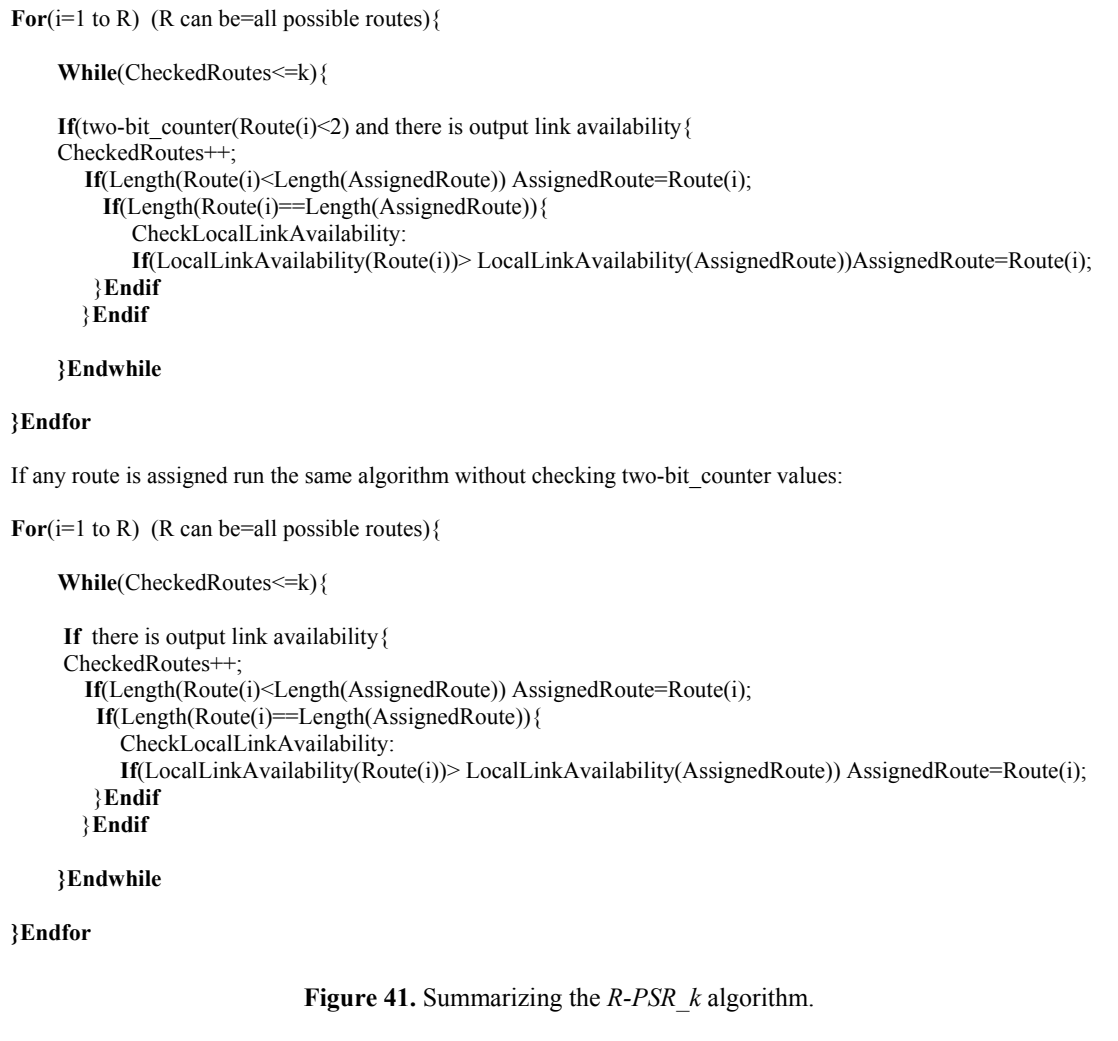 For(i=1 to R) (R can be=all possible routes){
While(CheckedRoutes<=k){
If(two-bit_counter(Route(i)<2) and there is output link availability{
CheckedRoutes++;
If(Length(Route(i)<Length(AssignedRoute)) AssignedRoute=Route(i);
If(Length(Route(i)==Length(AssignedRoute)){
CheckLocalLinkAvailability:
If(LocalLinkAvailability(Route(i))> LocalLinkAvailability(AssignedRoute))AssignedRoute=Route(i);
}Endif
}Endif
}Endwhile
}Endfor
If any route is assigned run the same algorithm without checking two-bit_counter values:
For(i=1 to R) (R can be=all possible routes){
While(CheckedRoutes<=k){
If there is output link availability{
CheckedRoutes++;
If(Length(Route(i)<Length(AssignedRoute)) AssignedRoute=Route(i);
If(Length(Route(i)==Length(AssignedRoute)){
CheckLocalLinkAvailability:
If(LocalLinkAvailability(Route(i))> LocalLinkAvailability(AssignedRoute)) AssignedRoute=Route(i);
}Endif
}Endif
}Endwhile
}Endfor
Figure 41. Summarizing the R-PSR_k algorithm.